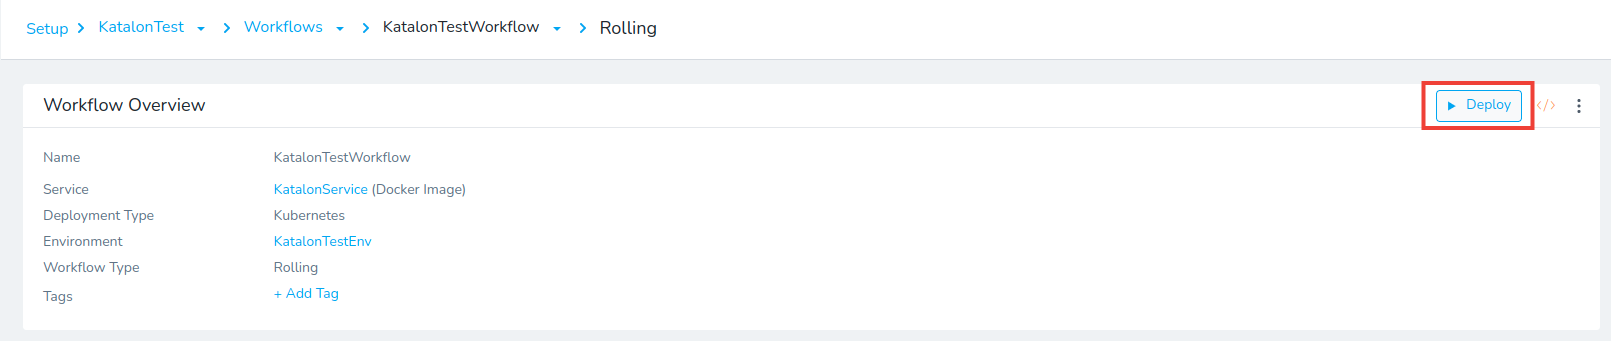 Setup > KatalonTest > Workflows > KatalonTestWorkflow > Rolling
Workflow Overview
Deploy </>
Name KatalonTestWorkflow
Service KatalonService (Docker Image)
Deployment Type Kubernetes
Environment KatalonTestEnv
Workflow Type Rolling
Tags + Add Tag